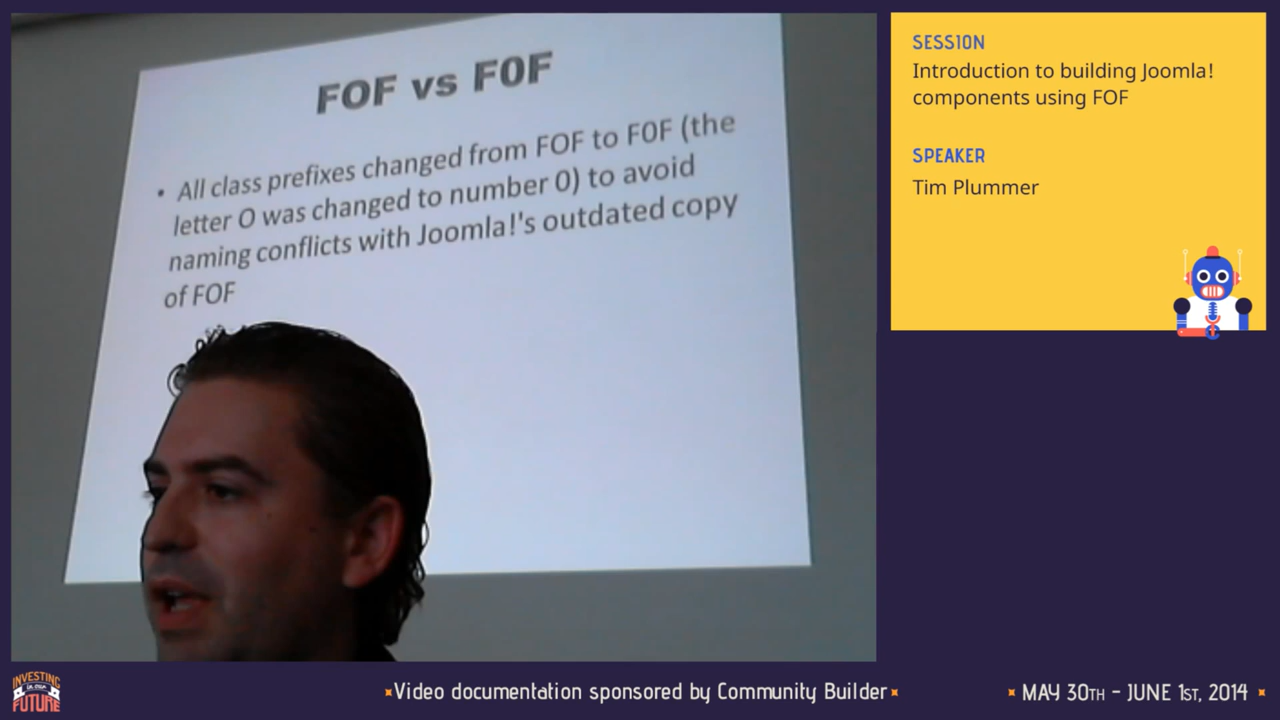 FOF vs F0F
• All class prefixes changed from FOF to F0F (the
letter O was changed to number 0) to avoid
naming conflicts with Joomla!'s outdated copy
of FOF
SESSION
Introduction to building Joomla!
components using FOF
SPEAKER
Tim Plummer
INVESTING
IN OUR
FUTURE
Video documentation sponsored by Community Builder
MAY 30TH - JUNE 1ST, 2014